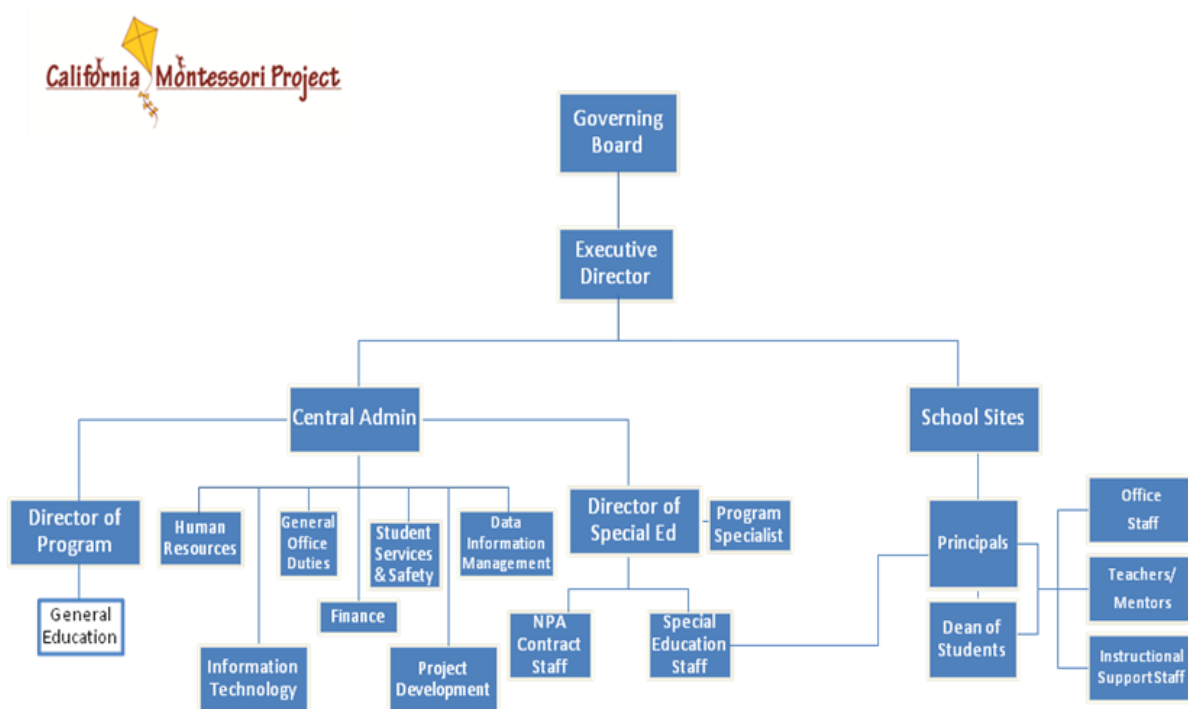 California Montessori Project
Governing
Board
Executive
Director
Central Admin
School Sites
Director of
Program
Human
Resources
General
Office
Duties
Student
Services
& Safety
Data
Information
Management
Director of
Special Ed
Program
Specialist
Principals
Office
Staff
General
Education
Finance
Teachers/
Mentors
Information
Technology
Project
Development
NPA
Contract
Staff
Special
Education
Staff
Dean of
Students
Instructional
Support Staff